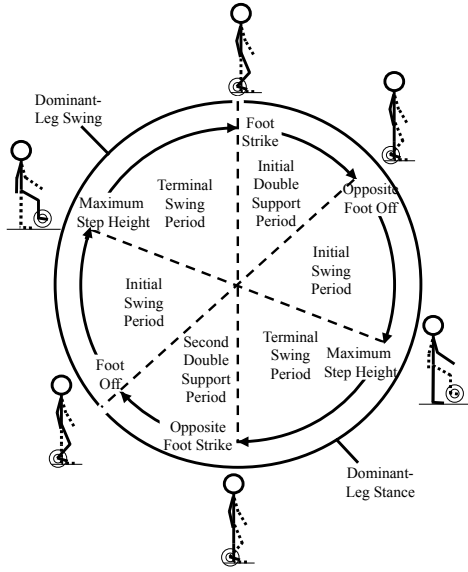 Dominant-
Leg Swing
Foot
Strike
Initial
Double
Support
Period
Opposite
Foot Off
Terminal
Swing
Period
Maximum
Step Height
Initial
Swing
Period
Initial
Swing
Period
Second
Double
Support
Period
Terminal
Swing
Period
Maximum
Step Height
Foot
Off
Opposite
Foot Strike
Dominant-
Leg Stance